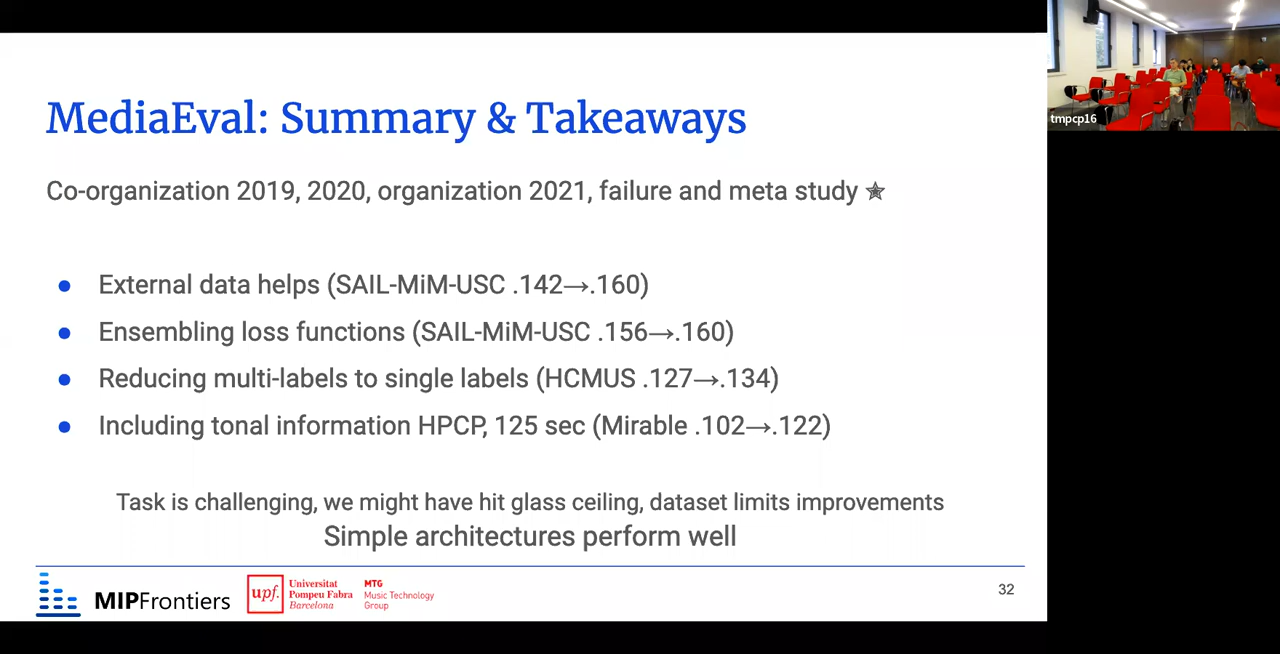 MediaEval: Summary & Takeaways
Co-organization 2019, 2020, organization 2021, failure and meta study ✭
● External data helps (SAIL-MiM-USC .142→.160)
● Ensembling loss functions (SAIL-MiM-USC .156→.160)
● Reducing multi-labels to single labels (HCMUS .127→.134)
● Including tonal information HPCP, 125 sec (Mirable .102→.122)
Task is challenging, we might have hit glass ceiling, dataset limits improvements
Simple architectures perform well
MIPFrontiers
upf.
Universitat
Pompeu Fabra
Barcelona
MTG
Music Technology
Group
32
tmpcp16